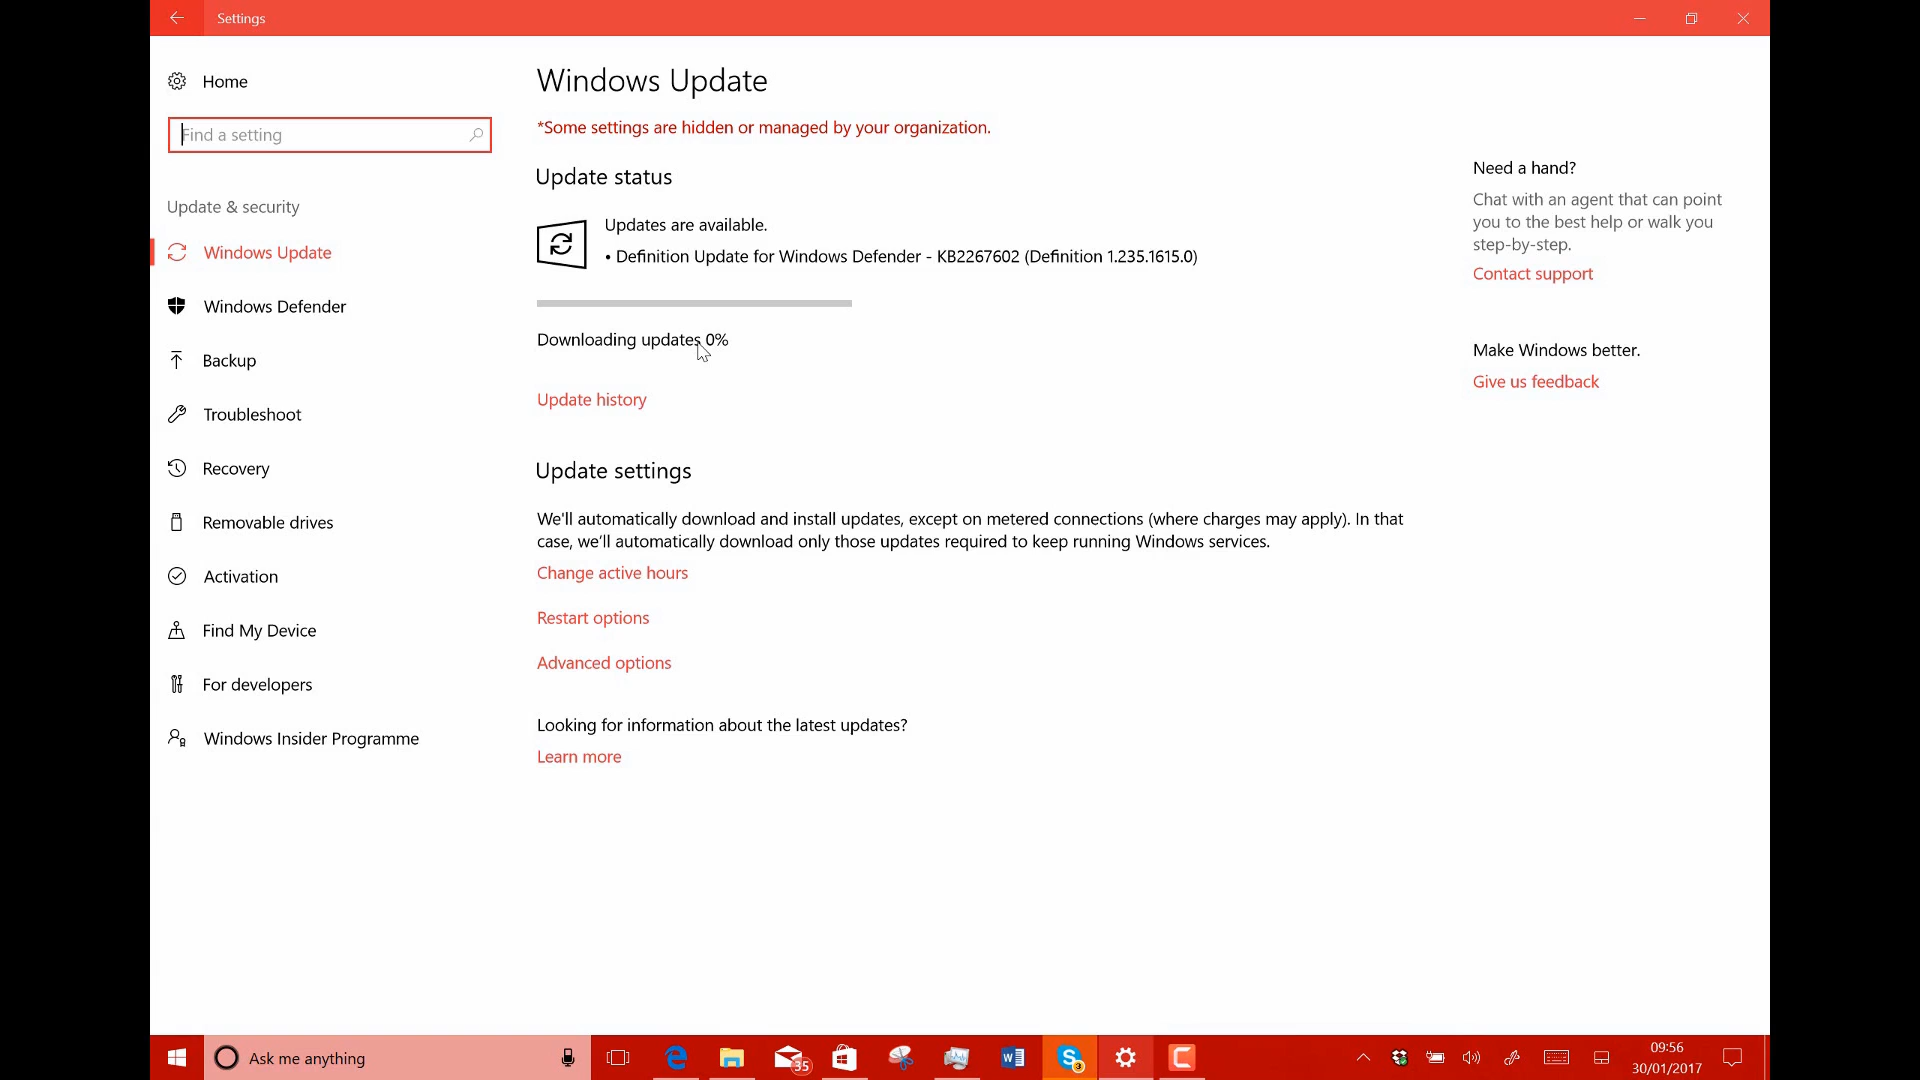 Settings
Home
Find a setting
Update & security
Windows Update
Windows Defender
Backup
Troubleshoot
Recovery
Removable drives
Activation
Find My Device
For developers
Windows Insider Programme
Windows Update
*Some settings are hidden or managed by your organization.
Update status
Updates are available.
• Definition Update for Windows Defender - KB2267602 (Definition 1.235.1615.0)
Downloading updates 0%
Update history
Update settings
We'll automatically download and install updates, except on metered connections (where charges may apply). In that
case, we'll automatically download only those updates required to keep running Windows services.
Change active hours
Restart options
Advanced options
Looking for information about the latest updates?
Learn more
Need a hand?
Chat with an agent that can point
you to the best help or walk you
step-by-step.
Contact support
Make Windows better.
Give us feedback
Ask me anything
35
3
09:56
30/01/2017